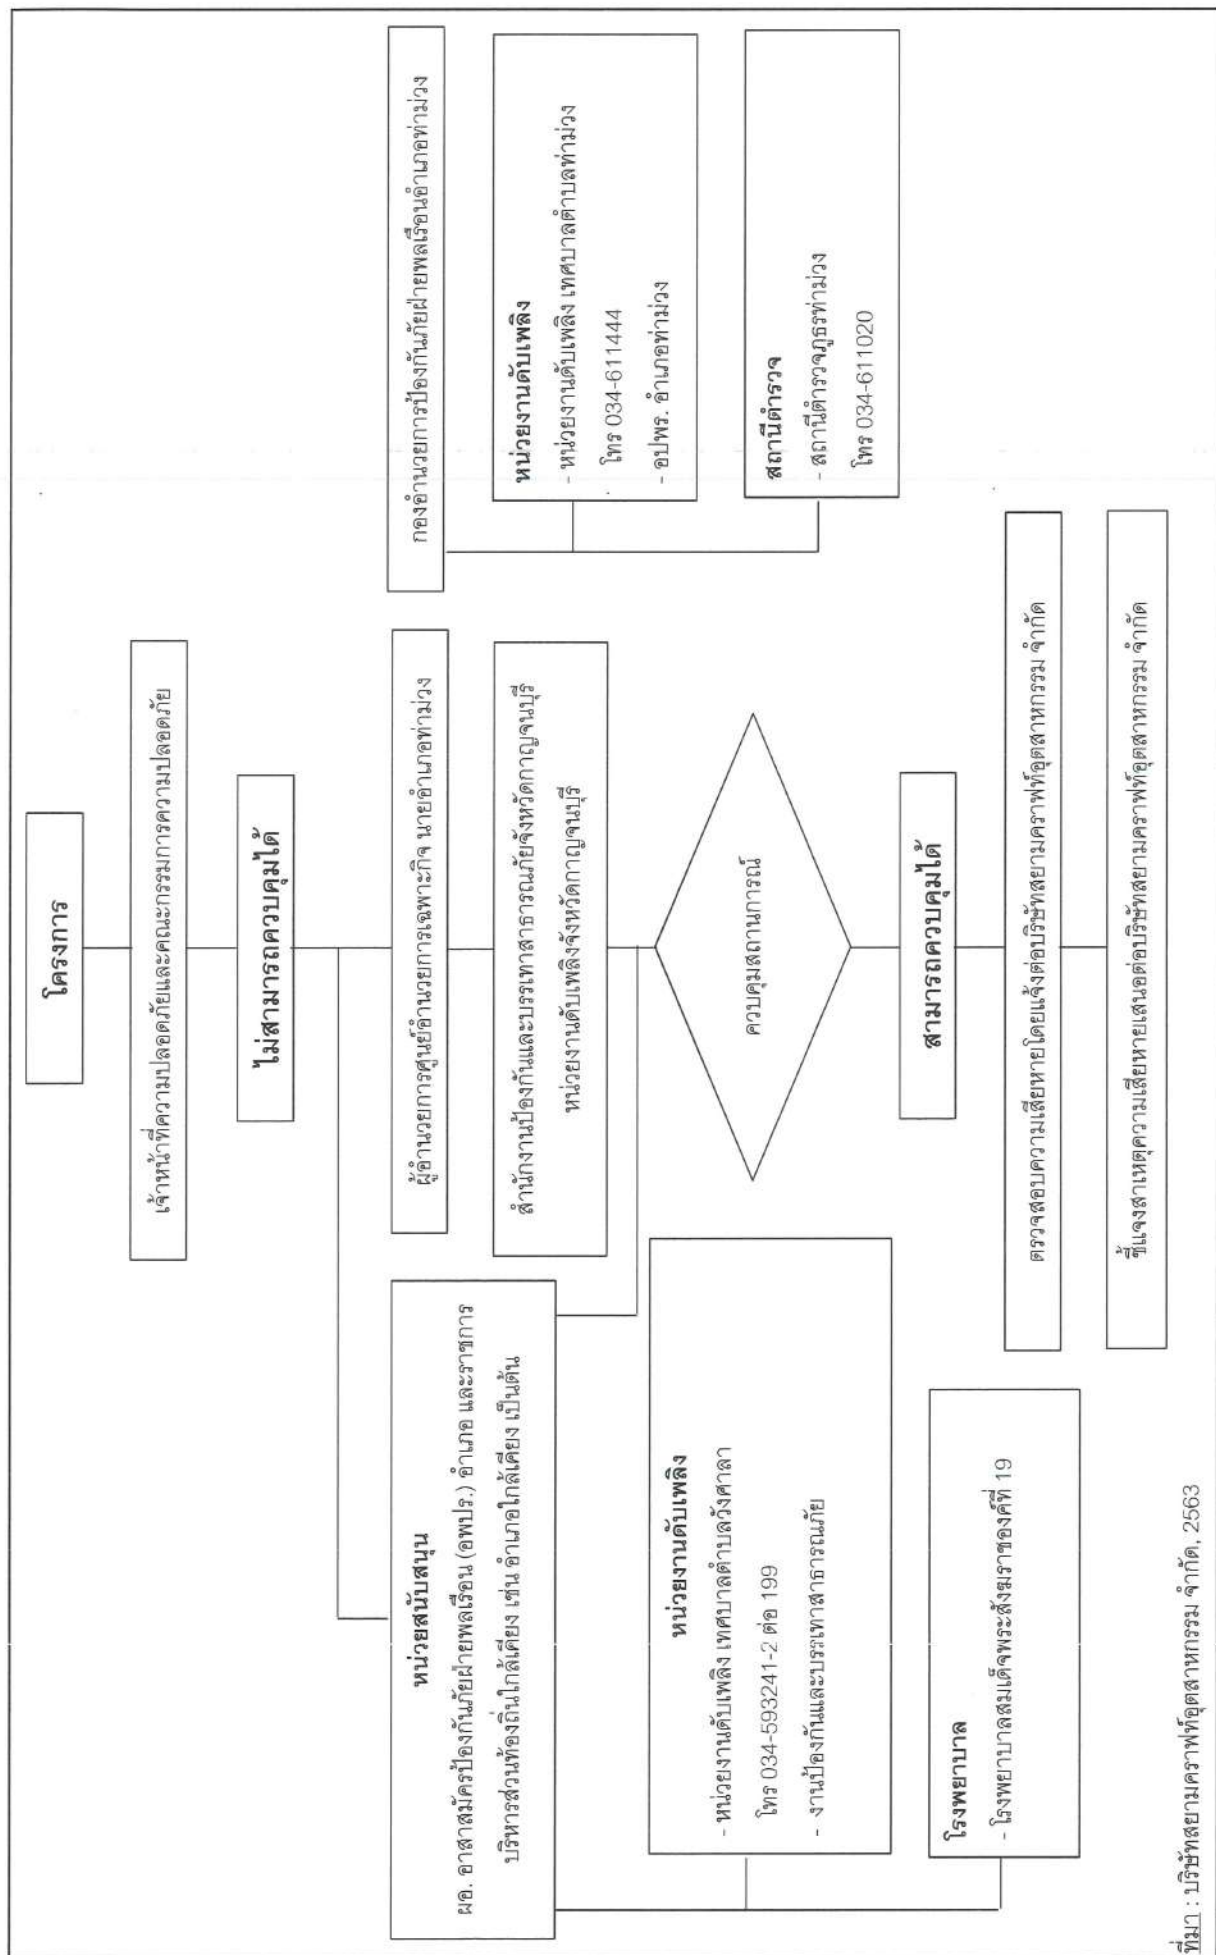 โครงการ
เจ้าหน้าที่ความปลอดภัยและคณะกรรมการความปลอดภัย
ไม่สามารถควบคุมได้
หน่วยสนับสนุน
ผอ. อาสาสมัครป้องกันภัยฝ่ายพลเรือน (อพปร.) อำเภอ และราชการ
บริหารส่วนท้องถิ่นใกล้เคียง เช่น อำเภอใกล้เคียง เป็นต้น
ผู้อำนวยการศูนย์อำนวยการเฉพาะกิจ นายอำเภอท่าม่วง
กองอำนวยการป้องกันภัยฝ่ายพลเรือนอำเภอท่าม่วง
สำนักงานป้องกันและบรรเทาสาธารณภัยจังหวัดกาญจนบุรี
หน่วยงานดับเพลิงจังหวัดกาญจนบุรี
หน่วยงานดับเพลิง
- หน่วยงานดับเพลิง เทศบาลตำบลท่าม่วง
โทร 034-611444
- อปพร. อำเภอท่าม่วง
หน่วยงานดับเพลิง
- หน่วยงานดับเพลิง เทศบาลตำบลวังศาลา
โทร 034-593241-2 ต่อ 199
- งานป้องกันและบรรเทาสาธารณภัย
ควบคุมสถานการณ์
สถานีตำรวจ
- สถานีตำรวจภูธรท่าม่วง
โทร 034-611020
โรงพยาบาล
- โรงพยาบาลสมเด็จพระสังฆราชองค์ที่ 19
สามารถควบคุมได้
ตรวจสอบความเสียหายโดยแจ้งต่อบริษัทสยามคราฟท์อุตสาหกรรม จำกัด
ชี้แจงสาเหตุความเสียหายเสนอต่อบริษัทสยามคราฟท์อุตสาหกรรม จำกัด
ที่มา : บริษัทสยามคราฟท์อุตสาหกรรม จำกัด, 2563